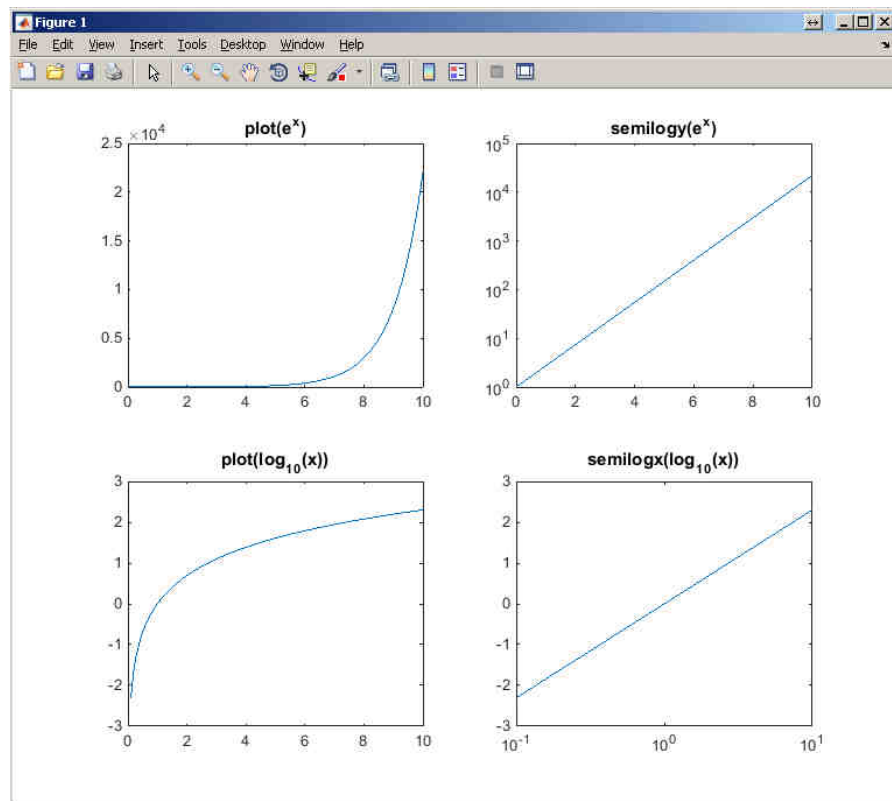 Figure 1
File Edit View Insert Tools Desktop Window Help
plot(e^x)
× 10^4
2.5
2
1.5
1
0.5
0
0 2 4 6 8 10
semilogy(e^x)
10^5
10^4
10^3
10^2
10^1
10^0
0 2 4 6 8 10
plot(log_10(x))
3
2
1
0
-1
-2
-3
0 2 4 6 8 10
semilogx(log_10(x))
3
2
1
0
-1
-2
-3
10^-1 10^0 10^1